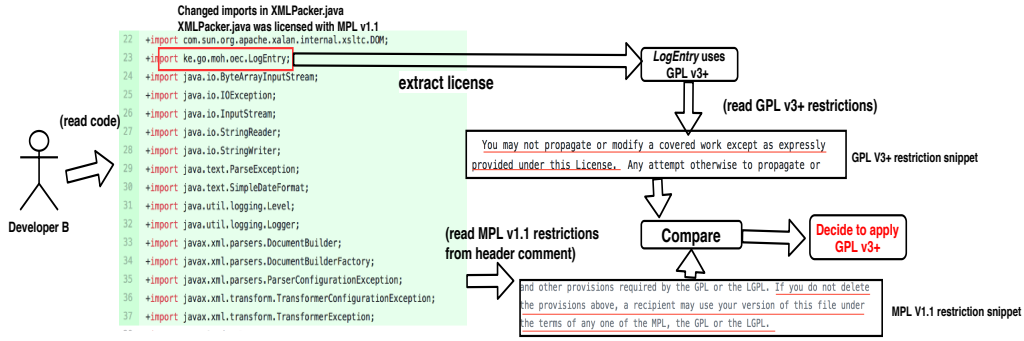 Changed imports in XMLPacker.java
XMLPacker.java was licensed with MPL v1.1
22 +import com.sun.org.apache.xalan.internal.xsltc.DOM;
23 +import ke.go.moh.oec.LogEntry;
24 +import java.io.ByteArrayInputStream;
25 +import java.io.IOException;
26 +import java.io.InputStream;
27 +import java.io.StringReader;
28 +import java.io.StringWriter;
29 +import java.text.ParseException;
30 +import java.text.SimpleDateFormat;
31 +import java.util.logging.Level;
32 +import java.util.logging.Logger;
33 +import javax.xml.parsers.DocumentBuilder;
34 +import javax.xml.parsers.DocumentBuilderFactory;
35 +import javax.xml.parsers.ParserConfigurationException;
36 +import javax.xml.transform.TransformerConfigurationException;
37 +import javax.xml.transform.TransformerException;
(read code)
Developer B
extract license
LogEntry uses
GPL v3+
(read GPL v3+ restrictions)
You may not propagate or modify a covered work except as expressly
provided under this License. Any attempt otherwise to propagate or
GPL V3+ restriction snippet
(read MPL v1.1 restrictions
from header comment)
Compare
Decide to apply
GPL v3+
and other provisions required by the GPL or the LGPL. If you do not delete
the provisions above, a recipient may use your version of this file under
the terms of any one of the MPL, the GPL or the LGPL.
MPL V1.1 restriction snippet